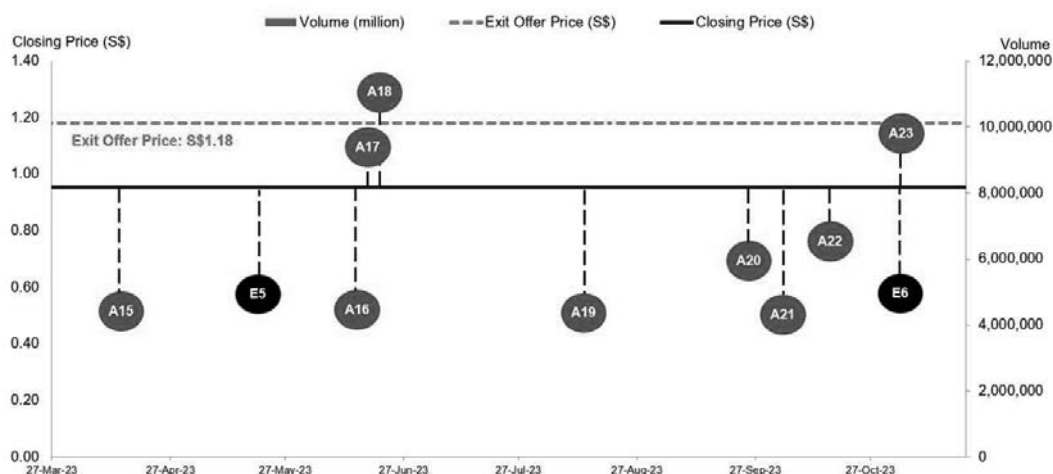 Volume (million) Exit Offer Price (S$) Closing Price (S$)
Closing Price (S$) Volume
1.40 12,000,000
A18
1.20
Exit Offer Price: S$1.18 10,000,000
A17 A23
1.00
8,000,000
0.80
A22
A20
6,000,000
0.60
E5 E6
A15 A16 A19 A21
4,000,000
0.40
0.20 2,000,000
0.00 0
27-Mar-23 27-Apr-23 27-May-23 27-Jun-23 27-Jul-23 27-Aug-23 27-Sep-23 27-Oct-23